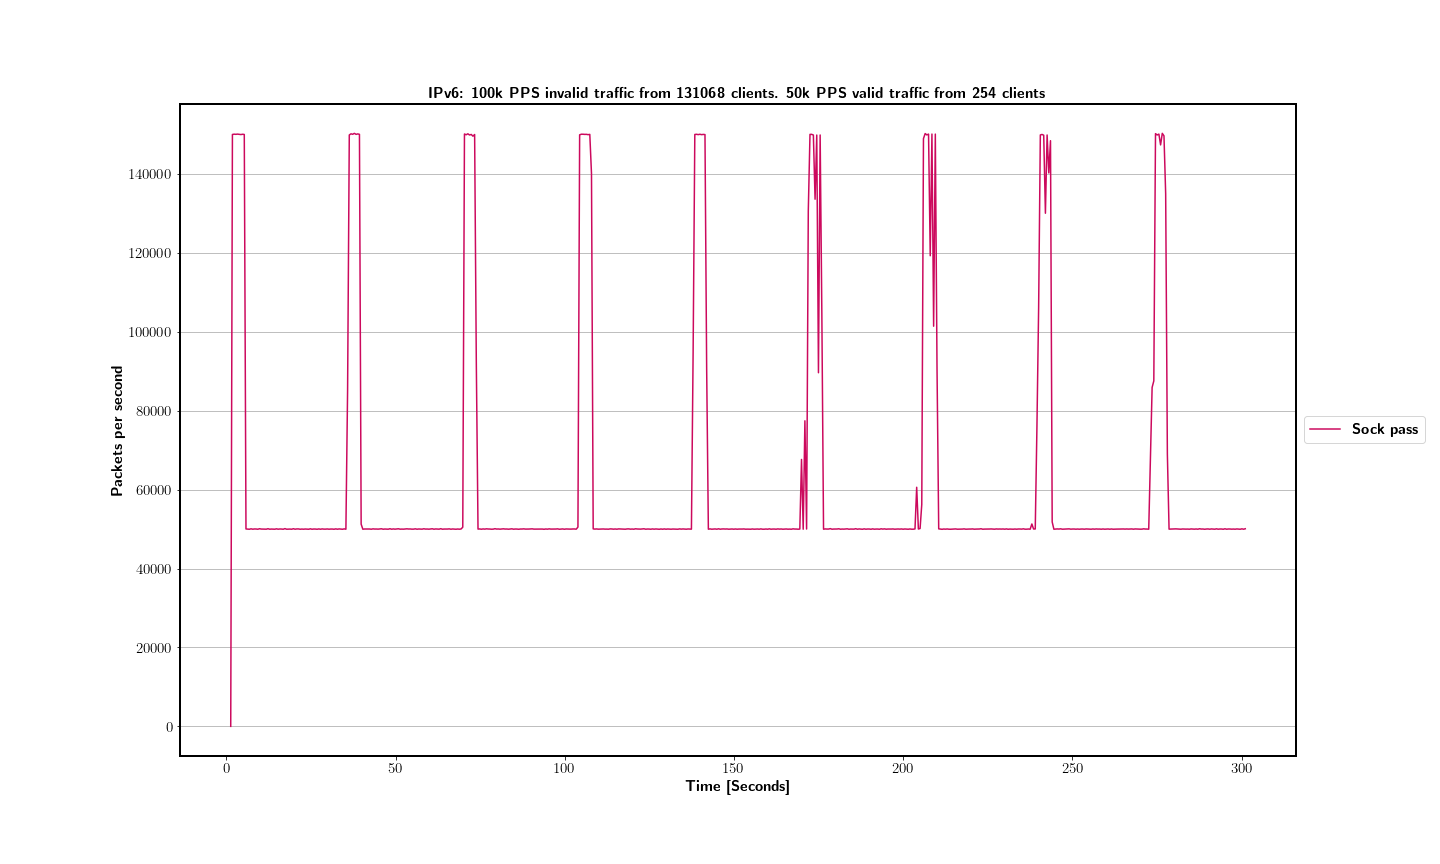 IPv6: 100k PPS invalid traffic from 131068 clients. 50k PPS valid traffic from 254 clients
Packets per second
140000
120000
100000
80000
60000
40000
20000
0
0 50 100 150 200 250 300
Time [Seconds]
Sock pass